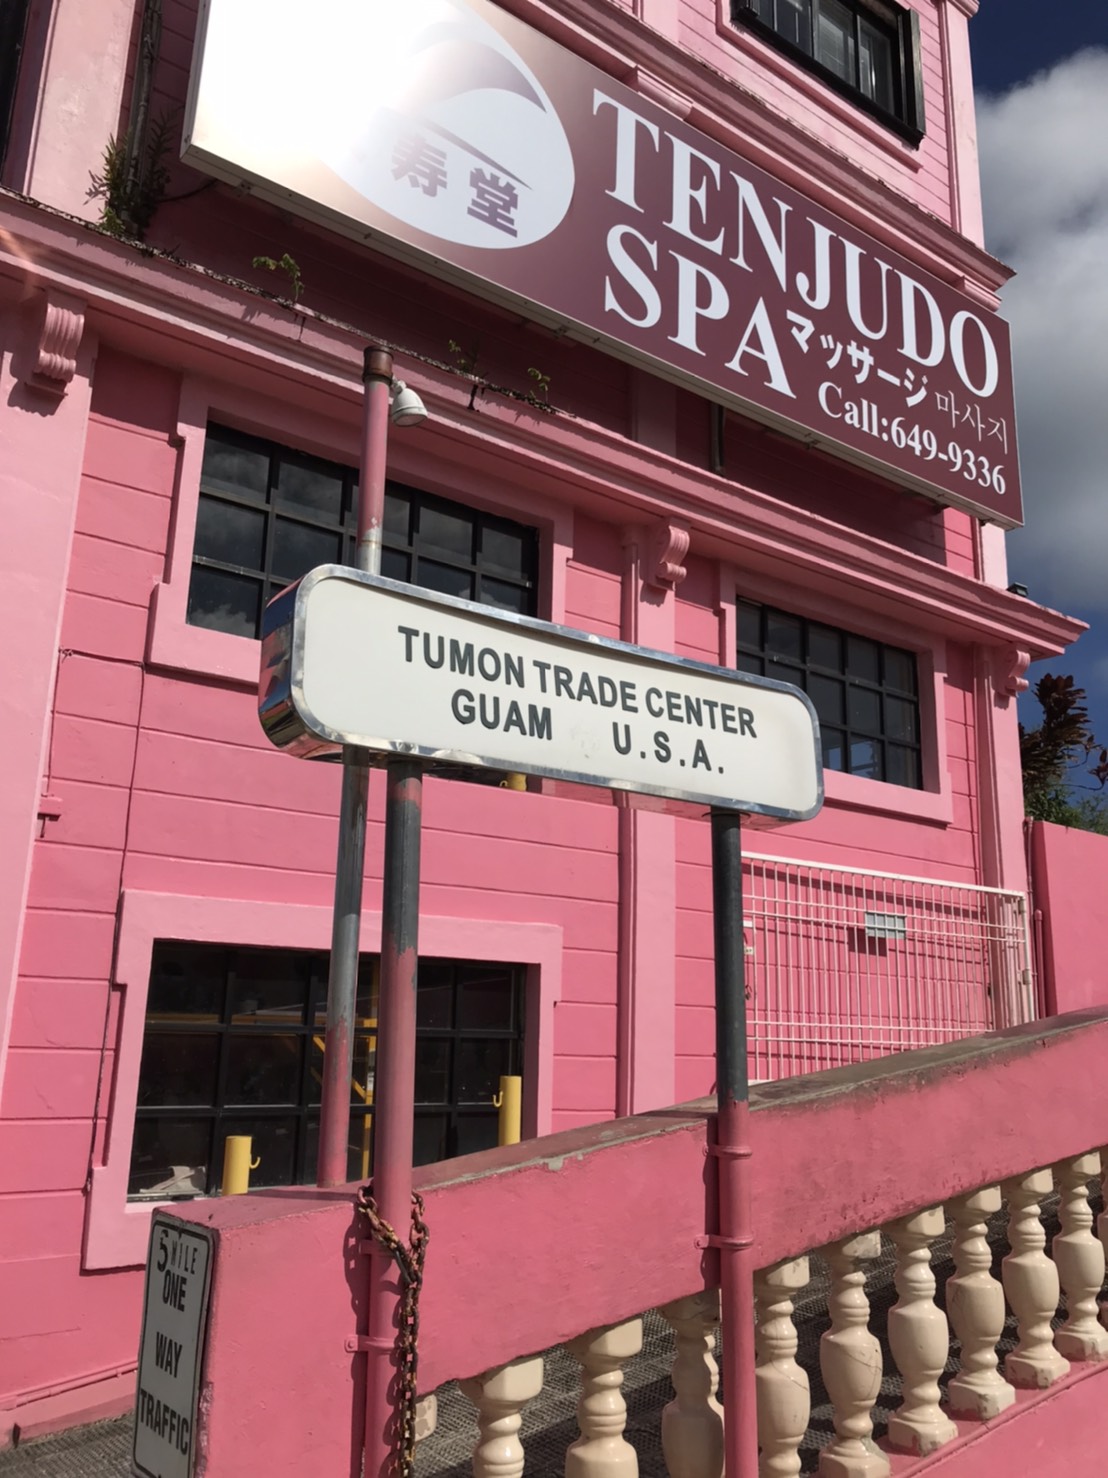 寿堂
TENJUDO
SPA
マッサージ 마사지
Call:649-9336
TUMON TRADE CENTER
GUAM U.S.A.
5 MILE
ONE
WAY
TRAFFIC